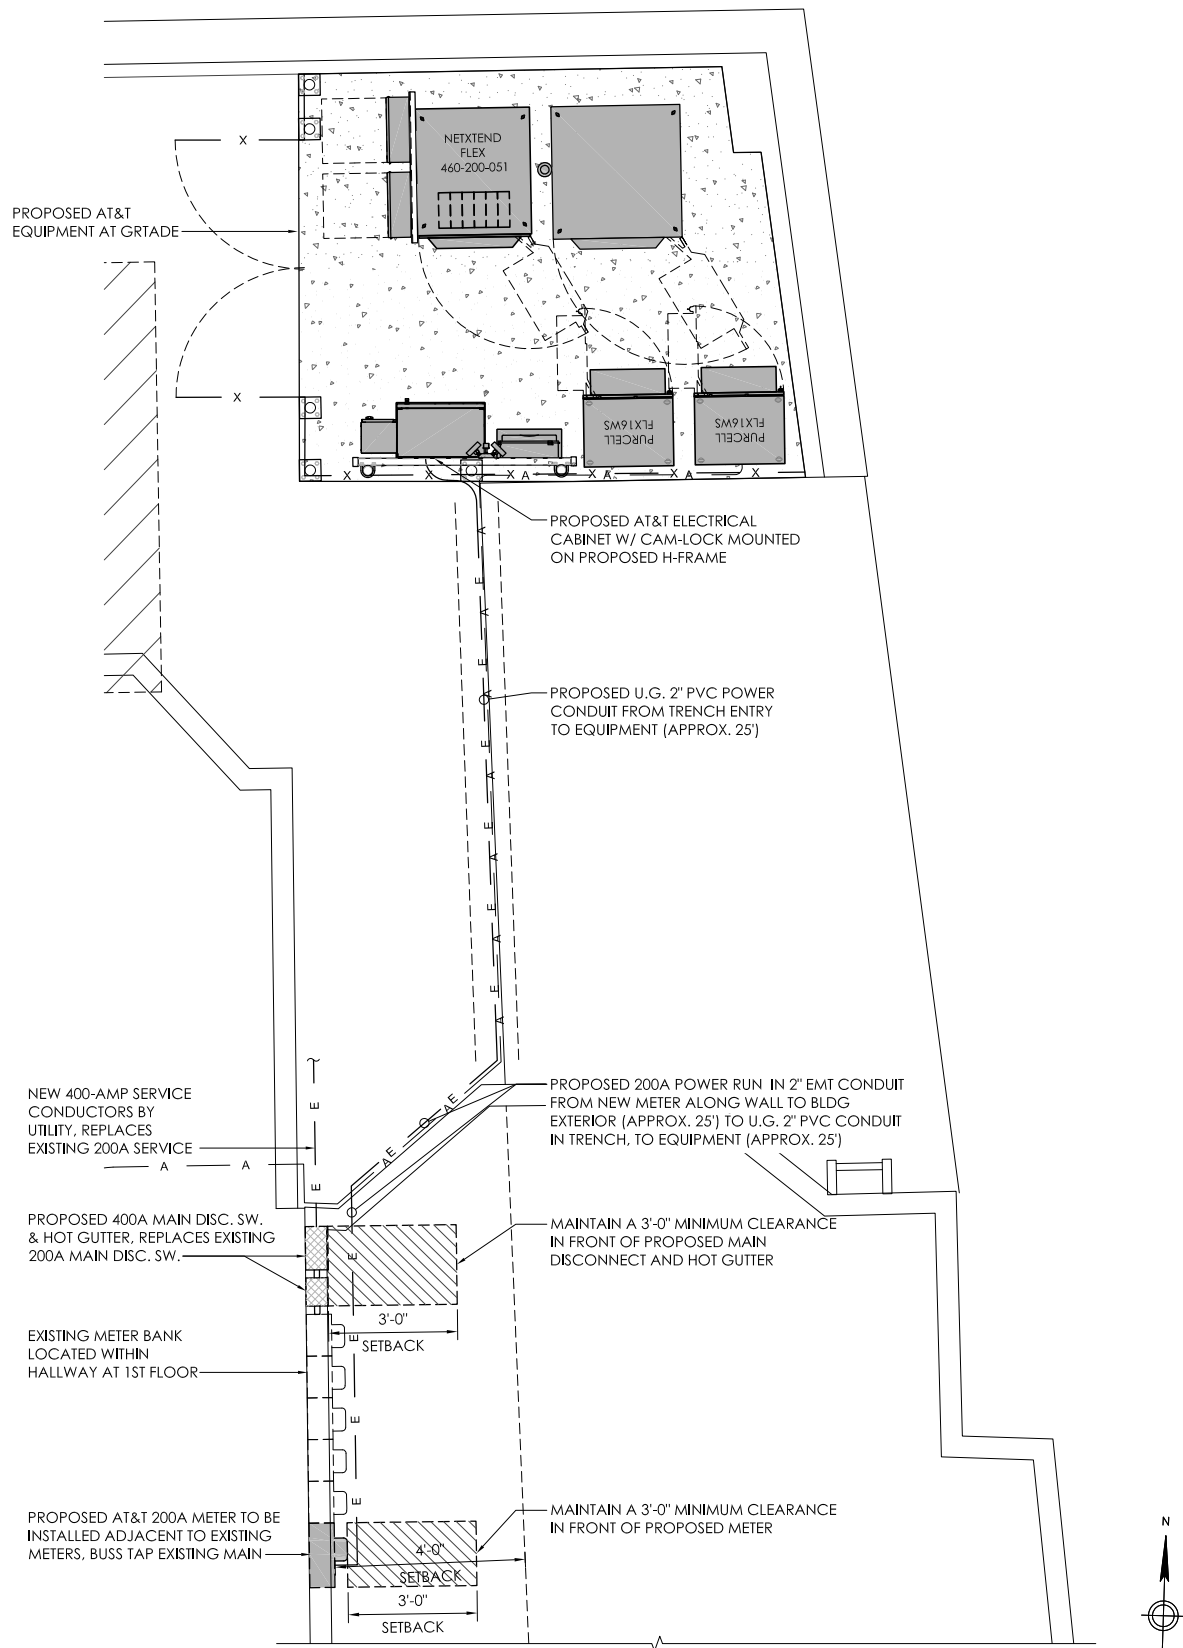 NETXTEND
FLEX
460-200-051
X
PROPOSED AT&T
EQUIPMENT AT GRTADE
X
PURCELL
FLX16WS
PURCELL
FLX16WS
X X X A X A X A X
PROPOSED AT&T ELECTRICAL
CABINET W/ CAM-LOCK MOUNTED
ON PROPOSED H-FRAME
A
E
A
E
A
PROPOSED U.G. 2" PVC POWER
CONDUIT FROM TRENCH ENTRY
TO EQUIPMENT (APPROX. 25')
E
A
E
A
E
A
E
A
NEW 400-AMP SERVICE
CONDUCTORS BY
UTILITY, REPLACES
EXISTING 200A SERVICE
E
E
A A
A E
A E
PROPOSED 200A POWER RUN IN 2" EMT CONDUIT
FROM NEW METER ALONG WALL TO BLDG
EXTERIOR (APPROX. 25') TO U.G. 2" PVC CONDUIT
IN TRENCH, TO EQUIPMENT (APPROX. 25')
PROPOSED 400A MAIN DISC. SW.
& HOT GUTTER, REPLACES EXISTING
200A MAIN DISC. SW.
E
MAINTAIN A 3'-0" MINIMUM CLEARANCE
IN FRONT OF PROPOSED MAIN
DISCONNECT AND HOT GUTTER
3'-0"
SETBACK
EXISTING METER BANK
LOCATED WITHIN
HALLWAY AT 1ST FLOOR
E
E
E
PROPOSED AT&T 200A METER TO BE
INSTALLED ADJACENT TO EXISTING
METERS, BUSS TAP EXISTING MAIN
MAINTAIN A 3'-0" MINIMUM CLEARANCE
IN FRONT OF PROPOSED METER
4'-0"
SETBACK
3'-0"
SETBACK
N